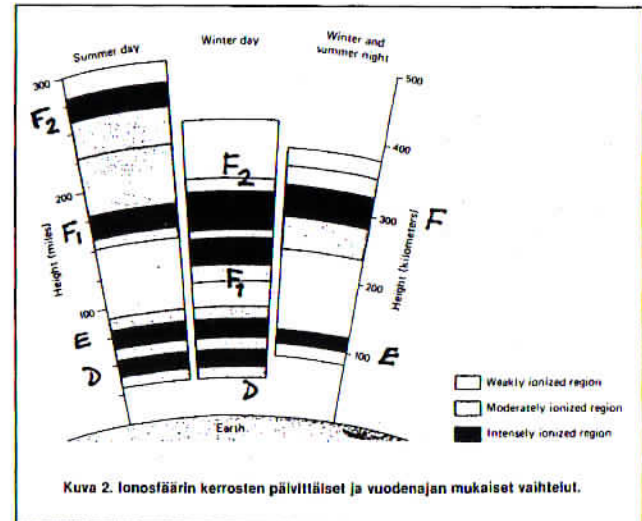 Summer day
Winter day
Winter and
summer night
300
200
100
Height (miles)
F2
F1
E
D
F2
F1
D
500
400
300
200
100
Height (kilometers)
F
E
Weakly ionized region
Moderately ionized region
Intensely ionized region
Earth
Kuva 2. Ionosfäärin kerrosten päivittäiset ja vuodenajan mukaiset vaihtelut.